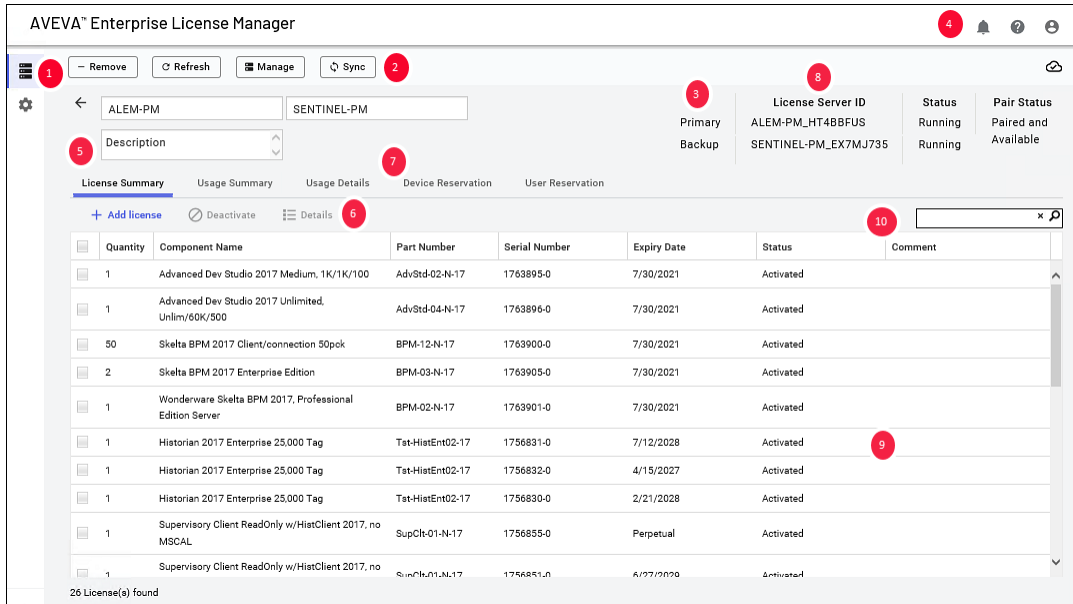 AVEVA™ Enterprise License Manager
4
1
Remove
Refresh
Manage
Sync
2
ALEM-PM
SENTINEL-PM
Description
5
3
8
License Server ID
Status
Pair Status
Primary
ALEM-PM_HT4BBFUS
Running
Paired and
Available
Backup
SENTINEL-PM_EX7MJ735
Running
7
License Summary
Usage Summary
Usage Details
Device Reservation
User Reservation
+ Add license
Deactivate
Details
6
10
Quantity Component Name Part Number Serial Number Expiry Date Status Comment
1 Advanced Dev Studio 2017 Medium, 1K/1K/100 AdvStd-02-N-17 1763895-0 7/30/2021 Activated
1 Advanced Dev Studio 2017 Unlimited,
Unlim/60K/500 AdvStd-04-N-17 1763896-0 7/30/2021 Activated
50 Skelta BPM 2017 Client/connection 50pck BPM-12-N-17 1763900-0 7/30/2021 Activated
2 Skelta BPM 2017 Enterprise Edition BPM-03-N-17 1763905-0 7/30/2021 Activated
1 Wonderware Skelta BPM 2017, Professional
Edition Server BPM-02-N-17 1763901-0 7/30/2021 Activated
1 Historian 2017 Enterprise 25,000 Tag Tst-HistEnt02-17 1756831-0 7/12/2028 Activated
9
1 Historian 2017 Enterprise 25,000 Tag Tst-HistEnt02-17 1756832-0 4/15/2027 Activated
1 Historian 2017 Enterprise 25,000 Tag Tst-HistEnt02-17 1756830-0 2/21/2028 Activated
1 Supervisory Client ReadOnly w/HistClient 2017, no
MSCAL SupClt-01-N-17 1756855-0 Perpetual Activated
1 Supervisory Client ReadOnly w/HistClient 2017, no
SupClt-01-N-17 1756851-0 6/27/2029 Activated
26 License(s) found